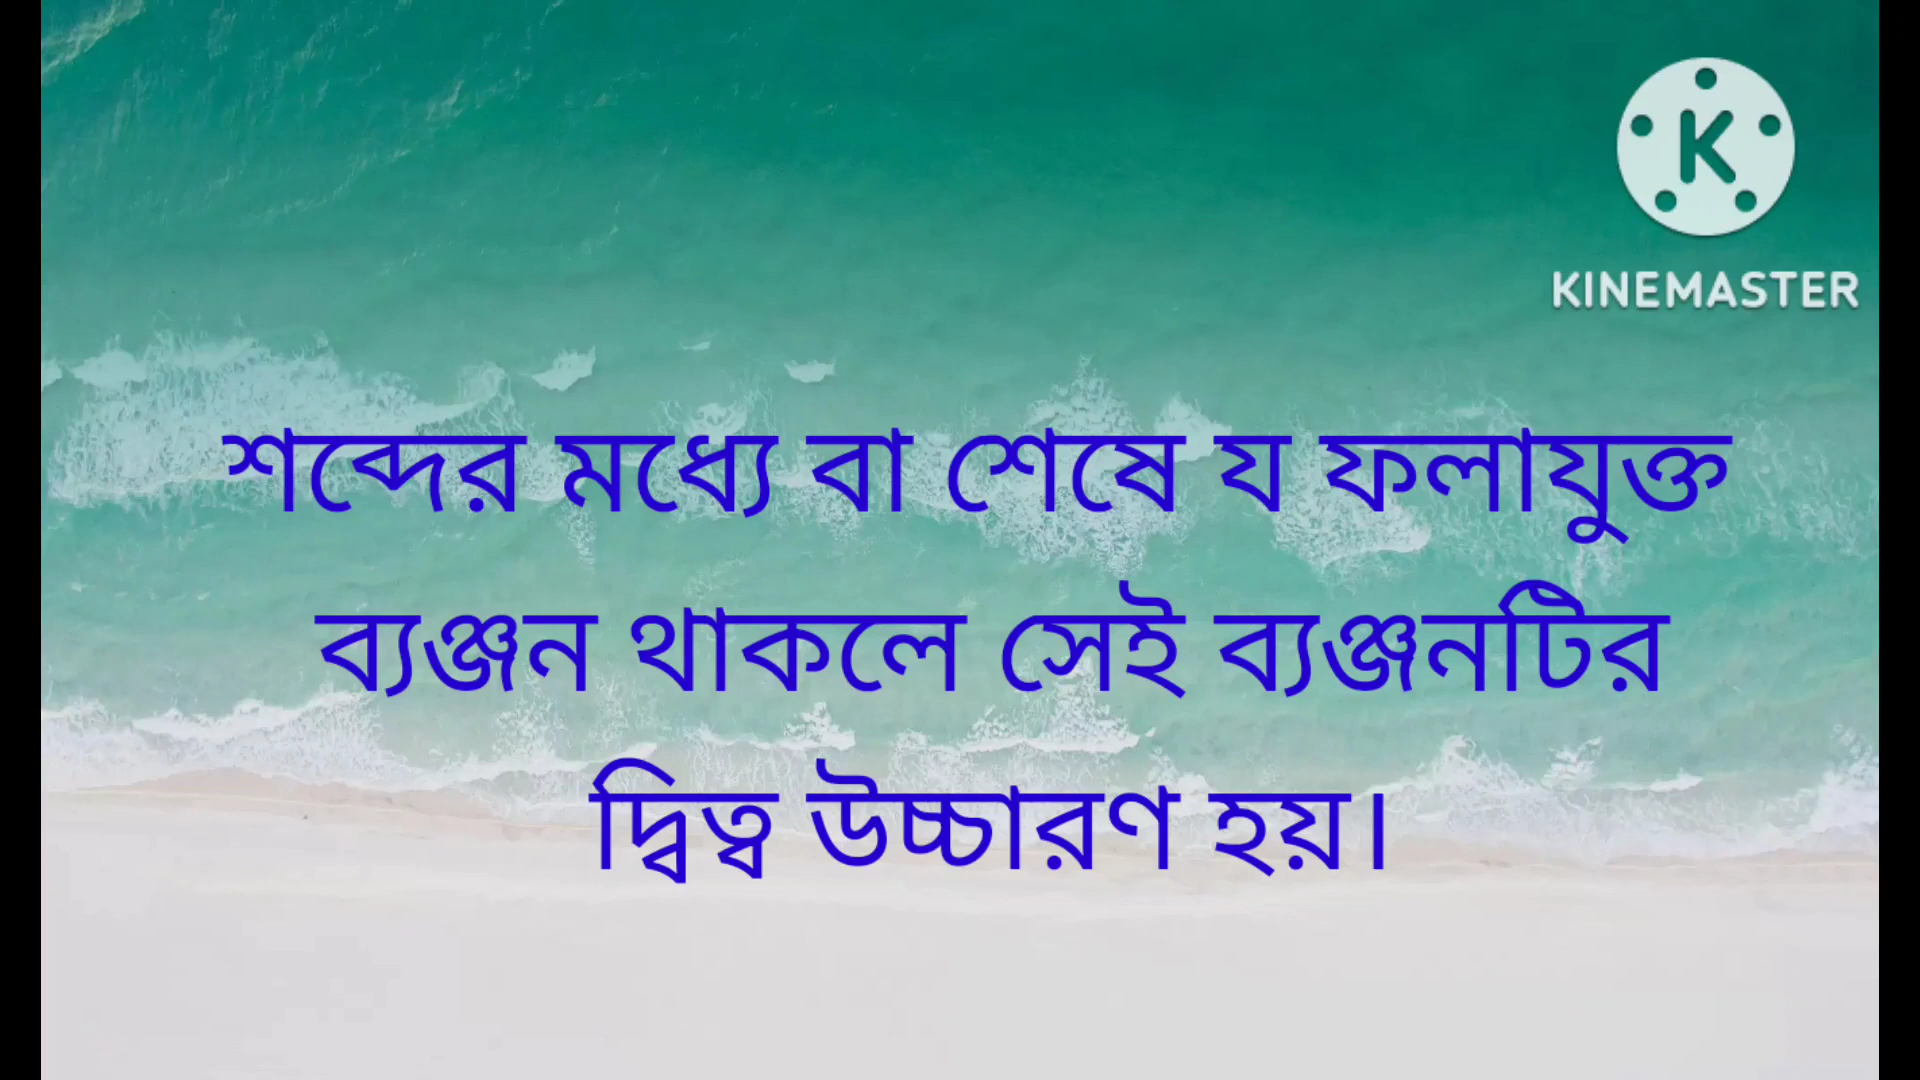 KINEMASTER
শব্দের মধ্যে বা শেষে য ফলাযুক্ত
ব্যঞ্জন থাকলে সেই ব্যঞ্জনটির
দ্বিত্ব উচ্চারণ হয়।